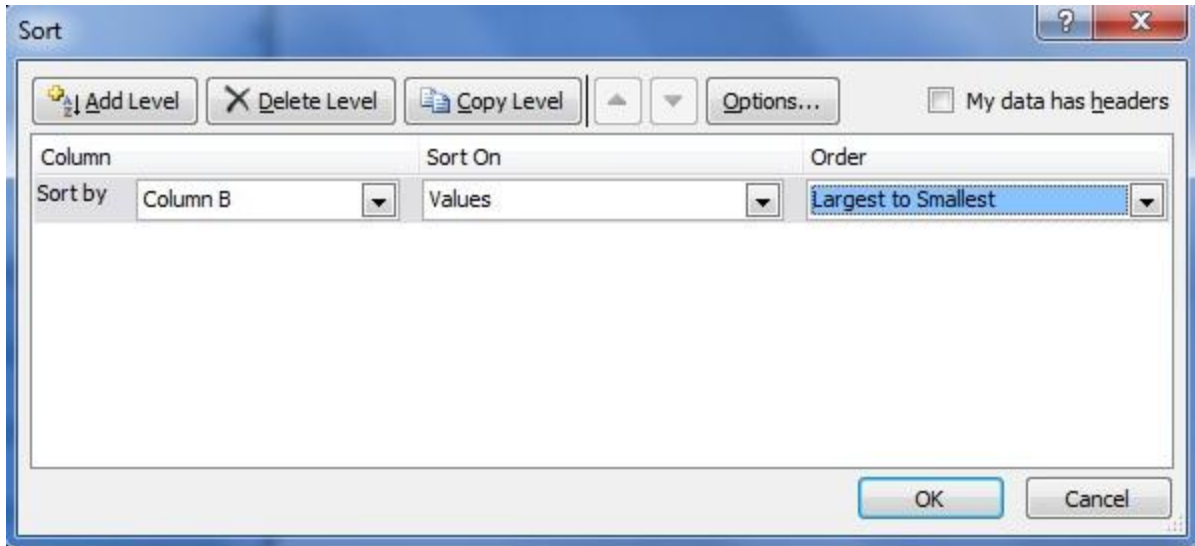 Sort
Add Level Delete Level Copy Level Options... My data has headers
Column Sort On Order
Sort by Column B Values Largest to Smallest
OK Cancel